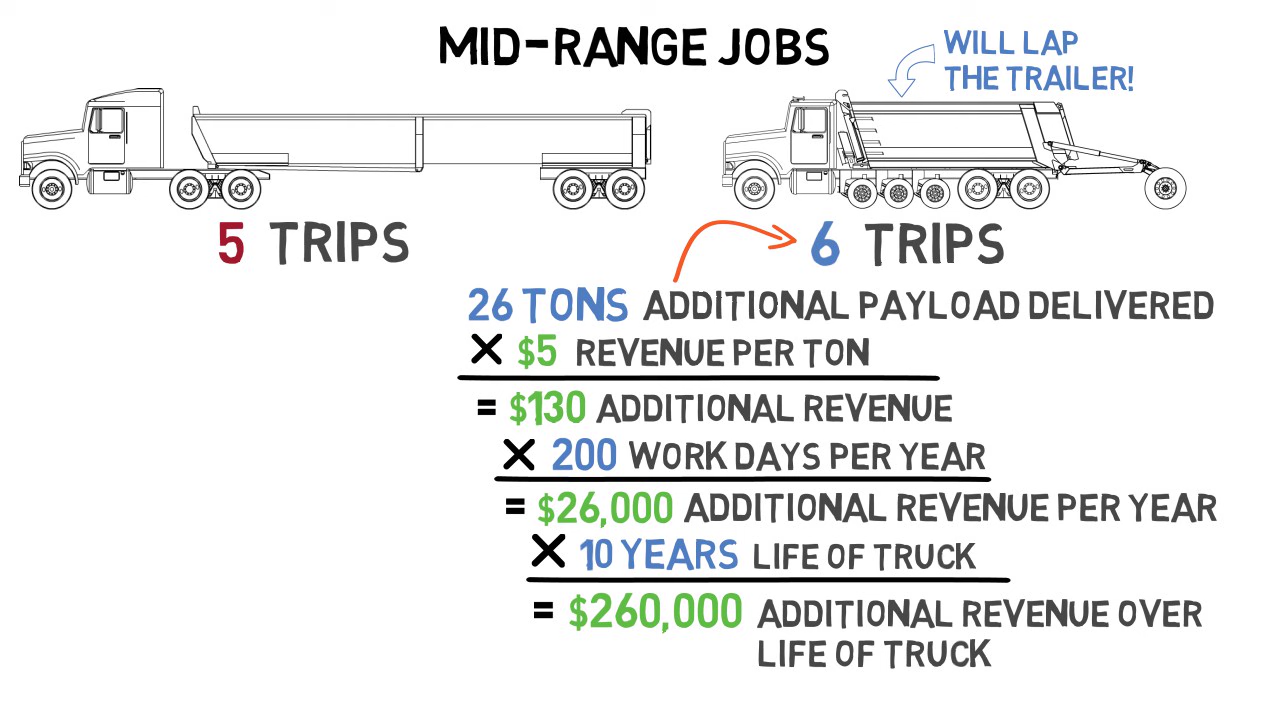 MID-RANGE JOBS
WILL LAP
THE TRAILER!
5 TRIPS
6 TRIPS
26 TONS ADDITIONAL PAYLOAD DELIVERED
X $5 REVENUE PER TON
= $130 ADDITIONAL REVENUE
X 200 WORK DAYS PER YEAR
= $26,000 ADDITIONAL REVENUE PER YEAR
X 10 YEARS LIFE OF TRUCK
= $260,000 ADDITIONAL REVENUE OVER
LIFE OF TRUCK